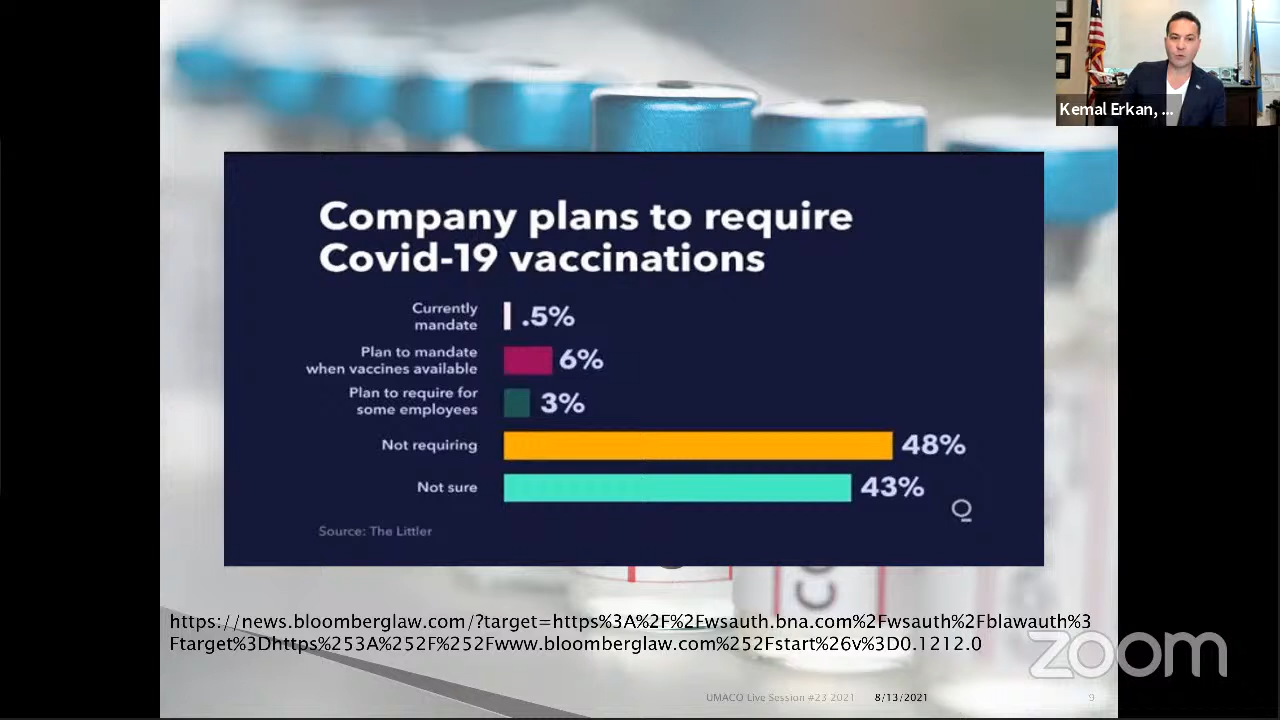 Kemal Erkan, ...
Company plans to require
Covid-19 vaccinations
Currently
mandate
.5%
Plan to mandate
when vaccines available
6%
Plan to require for
some employees
3%
Not requiring
48%
Not sure
43%
Source: The Littler
https://news.bloomberglaw.com/?target=https%3A%2F%2Fwsauth.bna.com%2Fwsauth%2Fblawauth%3
Ftarget%3Dhttps%253A%252F%252Fwww.bloomberglaw.com%252Fstart%26v%3D0.1212.0
zoom
UMACO Live Session #23 2021 8/13/2021 9